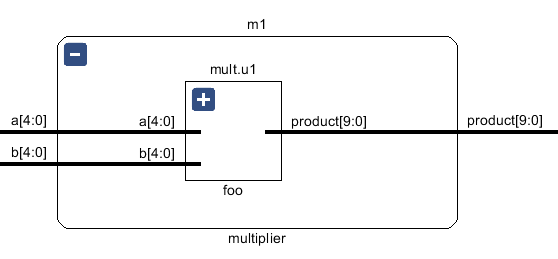 m1
mult.u1
a[4:0]
a[4:0]
product[9:0]
product[9:0]
b[4:0]
b[4:0]
foo
multiplier